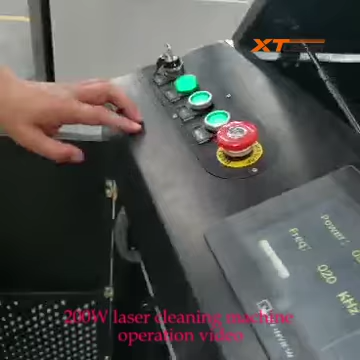 XT
Power:
Freq:
020 KHz
200W laser cleaning machine
operation video